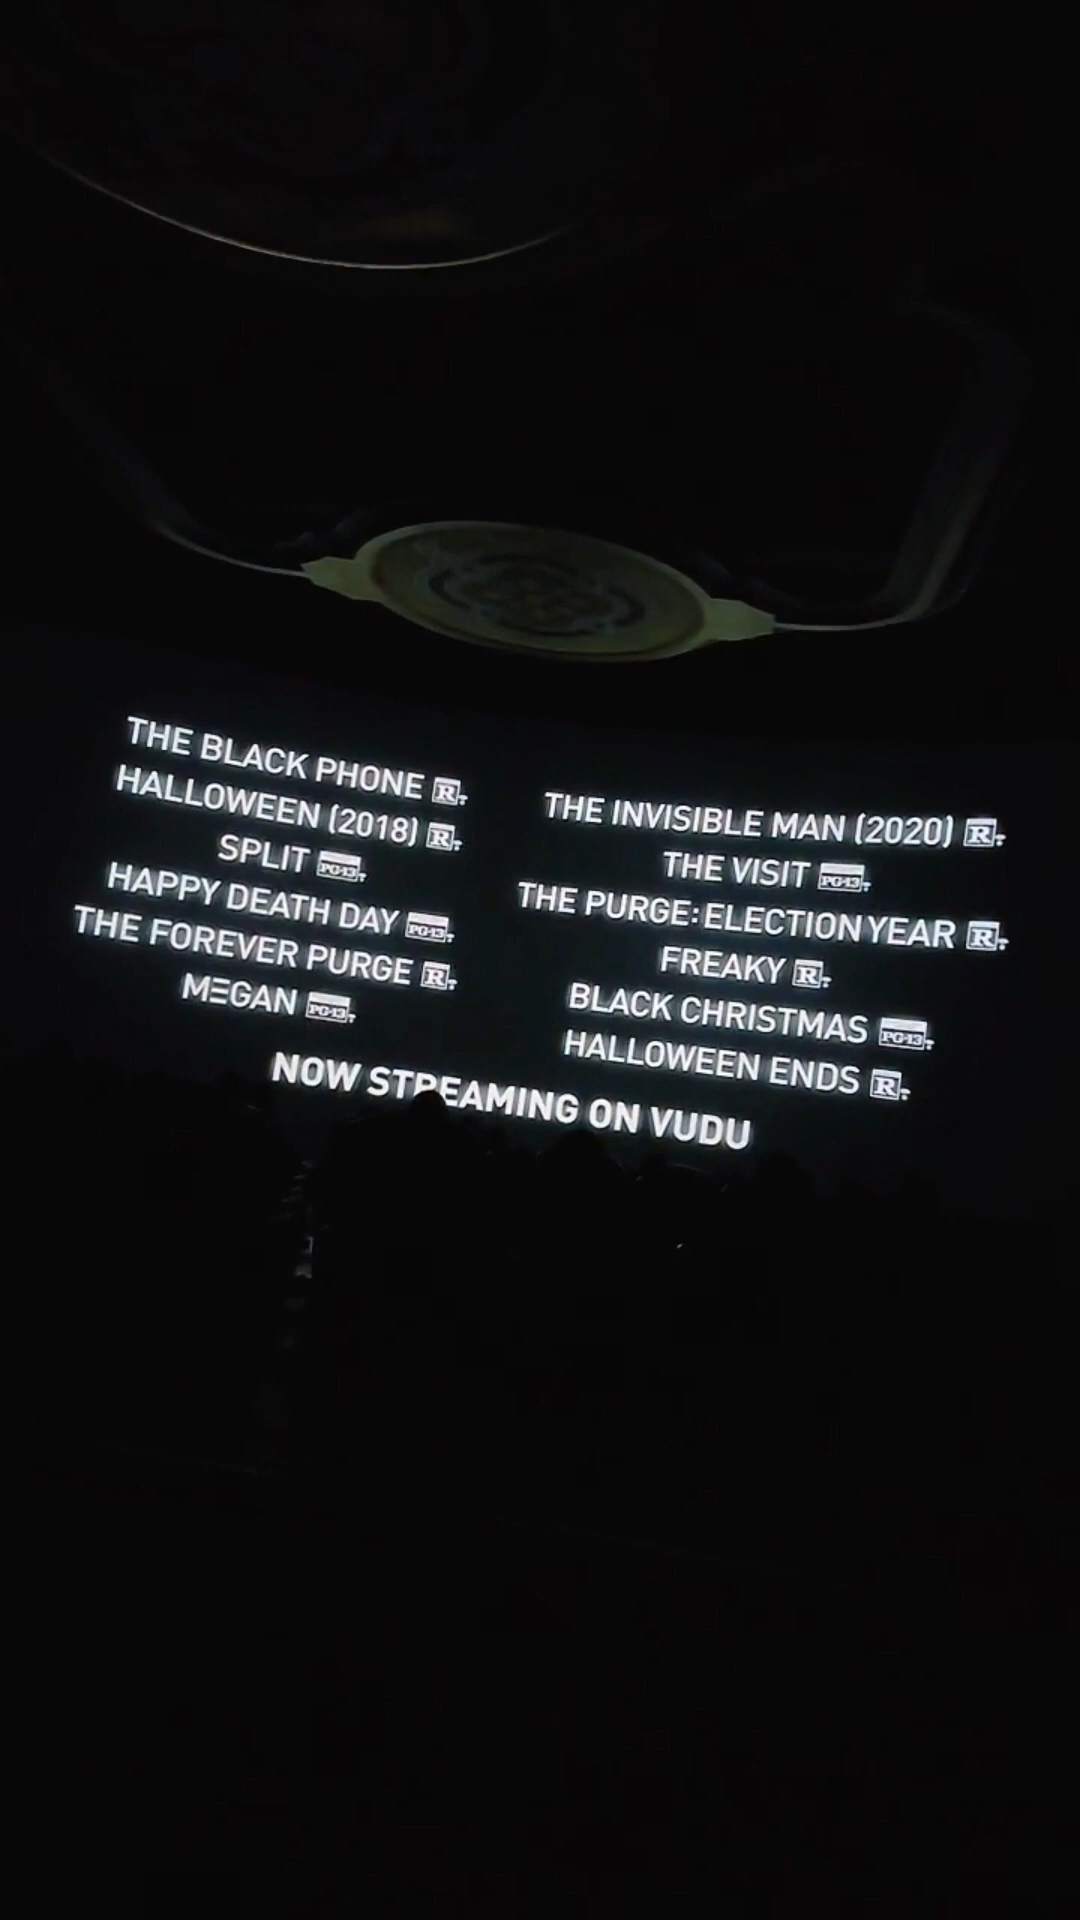 THE BLACK PHONE R
HALLOWEEN (2018) R
SPLIT PG-13
HAPPY DEATH DAY PG-13
THE FOREVER PURGE R
MEGAN PG-13
THE INVISIBLE MAN (2020) R
THE VISIT PG-13
THE PURGE: ELECTION YEAR R
FREAKY R
BLACK CHRISTMAS PG-13
HALLOWEEN ENDS R
NOW STREAMING ON VUDU